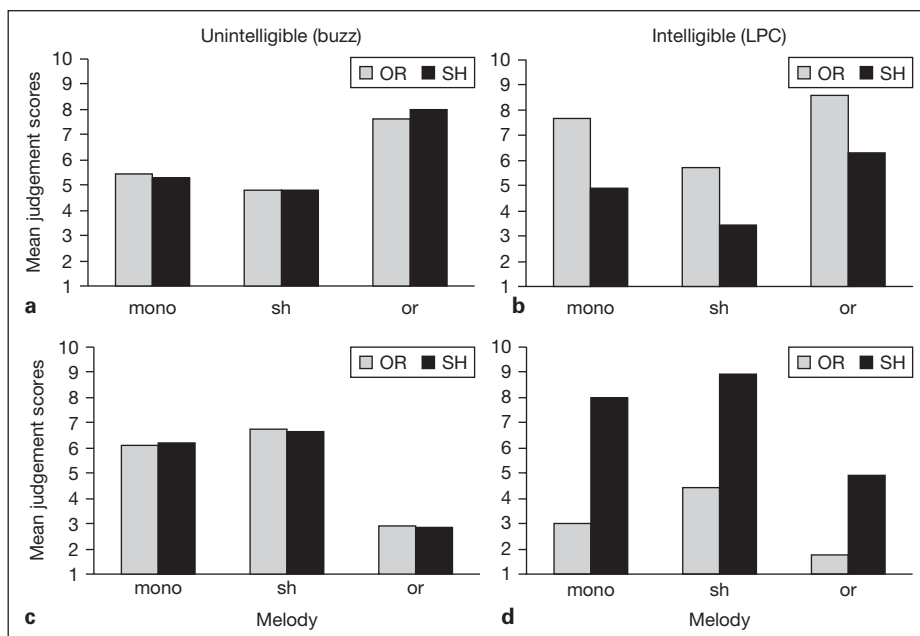 Unintelligible (buzz)
OR SH
Mean judgement scores
10
9
8
7
6
5
4
3
2
1
mono sh or
a
Intelligible (LPC)
OR SH
10
9
8
7
6
5
4
3
2
1
mono sh or
b
OR SH
Mean judgement scores
10
9
8
7
6
5
4
3
2
1
mono sh or
c
Melody
OR SH
10
9
8
7
6
5
4
3
2
1
mono sh or
d
Melody